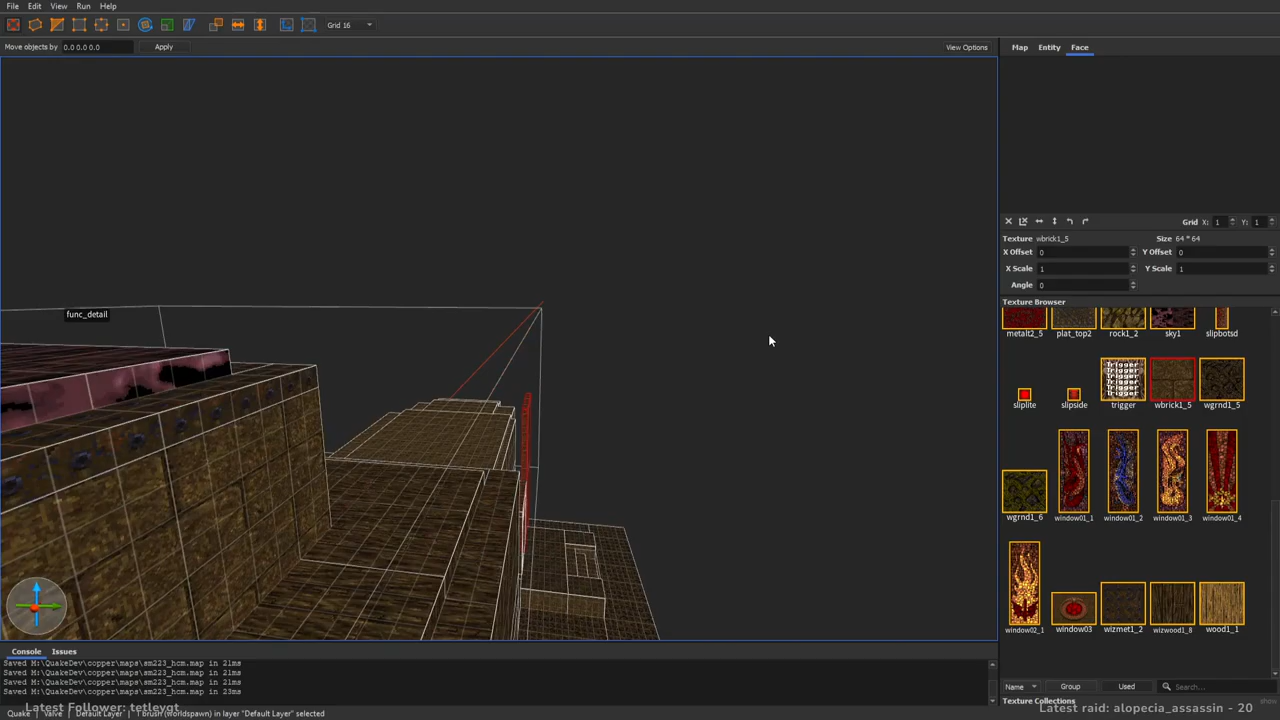 File Edit View Run Help
Grid 16
Move objects by 0.0 0.0 0.0 Apply View Options
Map Entity Face
Grid X: 1 Y: 1
Texture wbrick1_5 Size 64 * 64
X Offset 0 Y Offset 0
X Scale 1 Y Scale 1
Angle 0
Texture Browser
func_detail
metalt2_5 plat_top2 rock1_2 sky1 slipbotsd
Trigger
Trigger
Trigger
Trigger
Trigger
sliplite slipside trigger wbrick1_5 wgrnd1_5
wgrnd1_6 window01_1 window01_2 window01_3 window01_4
window02_1 window03 wizmet1_2 wizwood1_8 wood1_1
Console Issues
Saved M:\QuakeDev\copper\maps\sm223_hcm.map in 21ms
Saved M:\QuakeDev\copper\maps\sm223_hcm.map in 21ms
Saved M:\QuakeDev\copper\maps\sm223_hcm.map in 21ms
Saved M:\QuakeDev\copper\maps\sm223_hcm.map in 23ms
Name Group Used Search...
Texture Collections show
Latest Follower: tetleygt
Latest raid: alopecia_assassin - 20
Quake Valve Default Layer 1 brush (worldspawn) in layer "Default Layer" selected